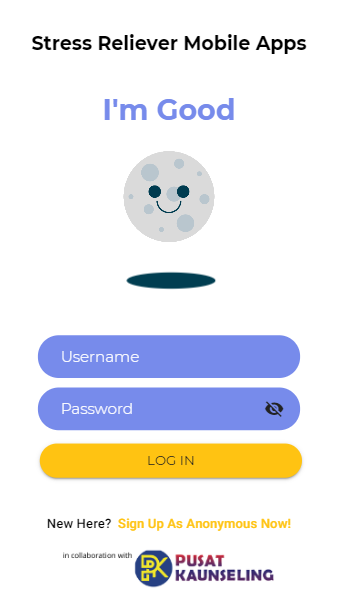 Stress Reliever Mobile Apps
I'm Good
Username
Password
LOG IN
New Here? Sign Up As Anonymous Now!
in collaboration with
PUSAT
KAUNSELING